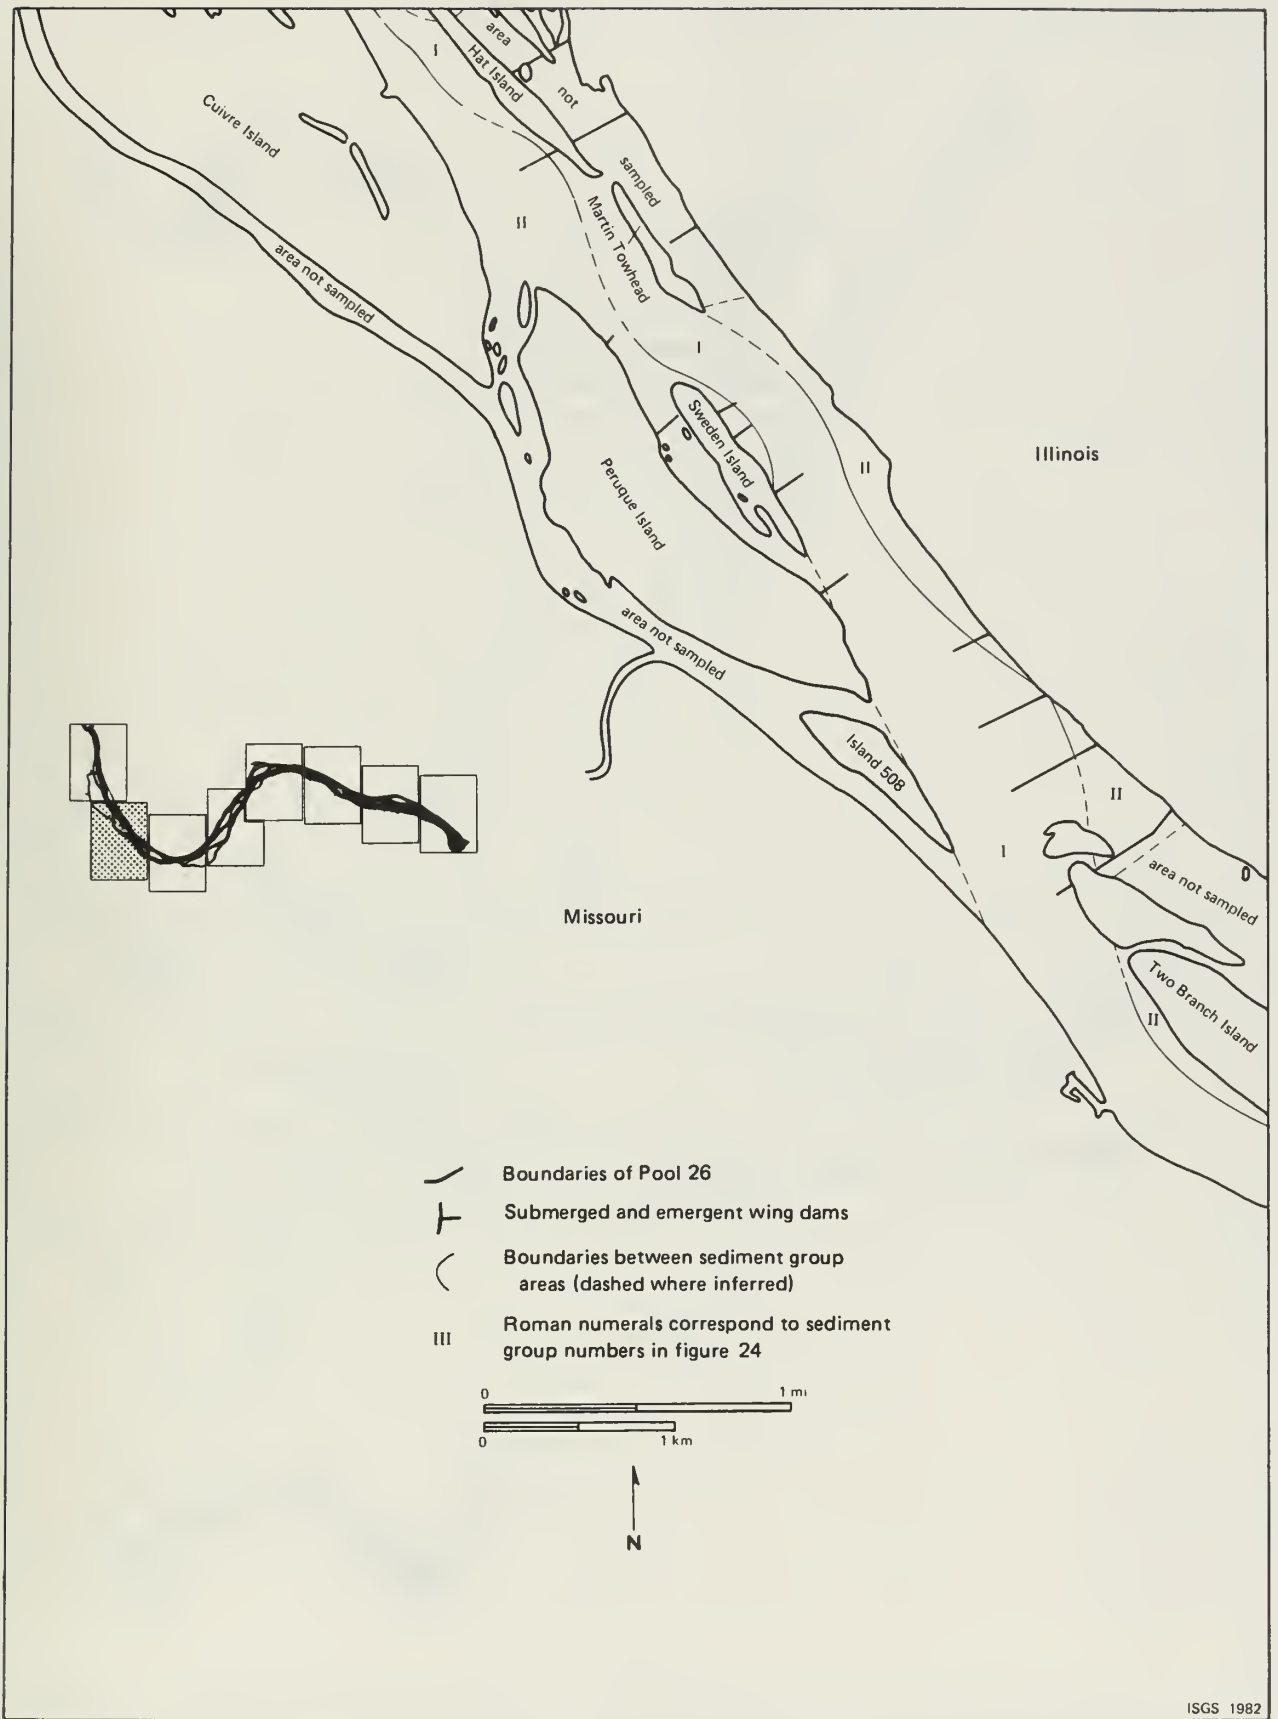 area
I
Hat Island
not
Cuivre Island
sampled
II
Martin Towhead
area not sampled
I
Sweden Island
Illinois
II
Peruque Island
area not sampled
Island 508
II
I
area not sampled
Missouri
Two Branch Island
II
Boundaries of Pool 26
Submerged and emergent wing dams
Boundaries between sediment group
areas (dashed where inferred)
III
Roman numerals correspond to sediment
group numbers in figure 24
0 1 mi
0 1 km
N
ISGS 1982